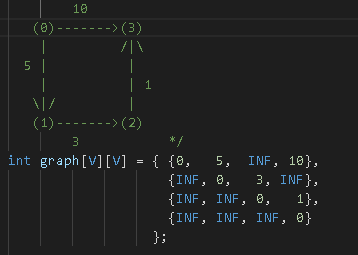 10
   (0)------->(3)
    |         /|\
  5 |          |
    |          | 1
   \|/         |
   (1)------->(2)
        3            */
int graph[V][V] = { {0,   5,  INF, 10},
                    {INF, 0,   3, INF},
                    {INF, INF, 0,   1},
                    {INF, INF, INF, 0}
                  };